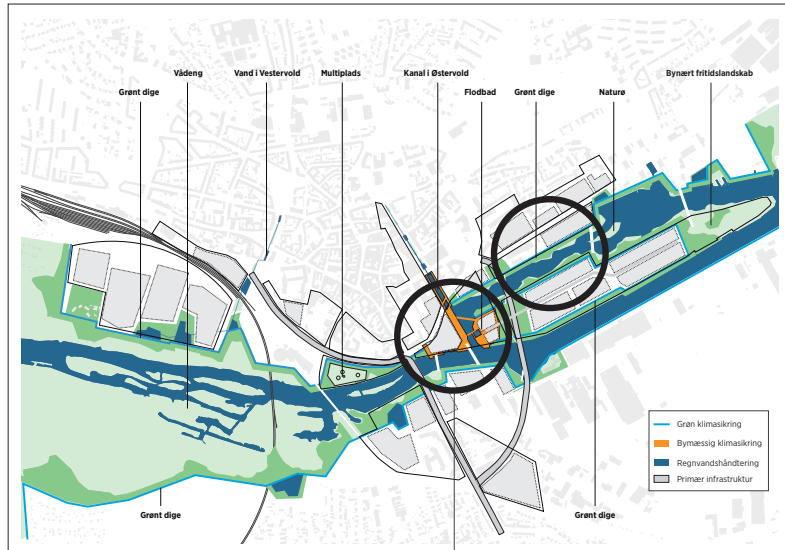 Vådeng
Vand i Vestervold
Multiplads
Kanal i Østervold
Bynært fritidslandskab
Grønt dige
Flodbad
Grønt dige
Naturø
Grøn klimasikring
Bymæssig klimasikring
Regnvandshåndtering
Primær infrastruktur
Grønt dige
Grønt dige